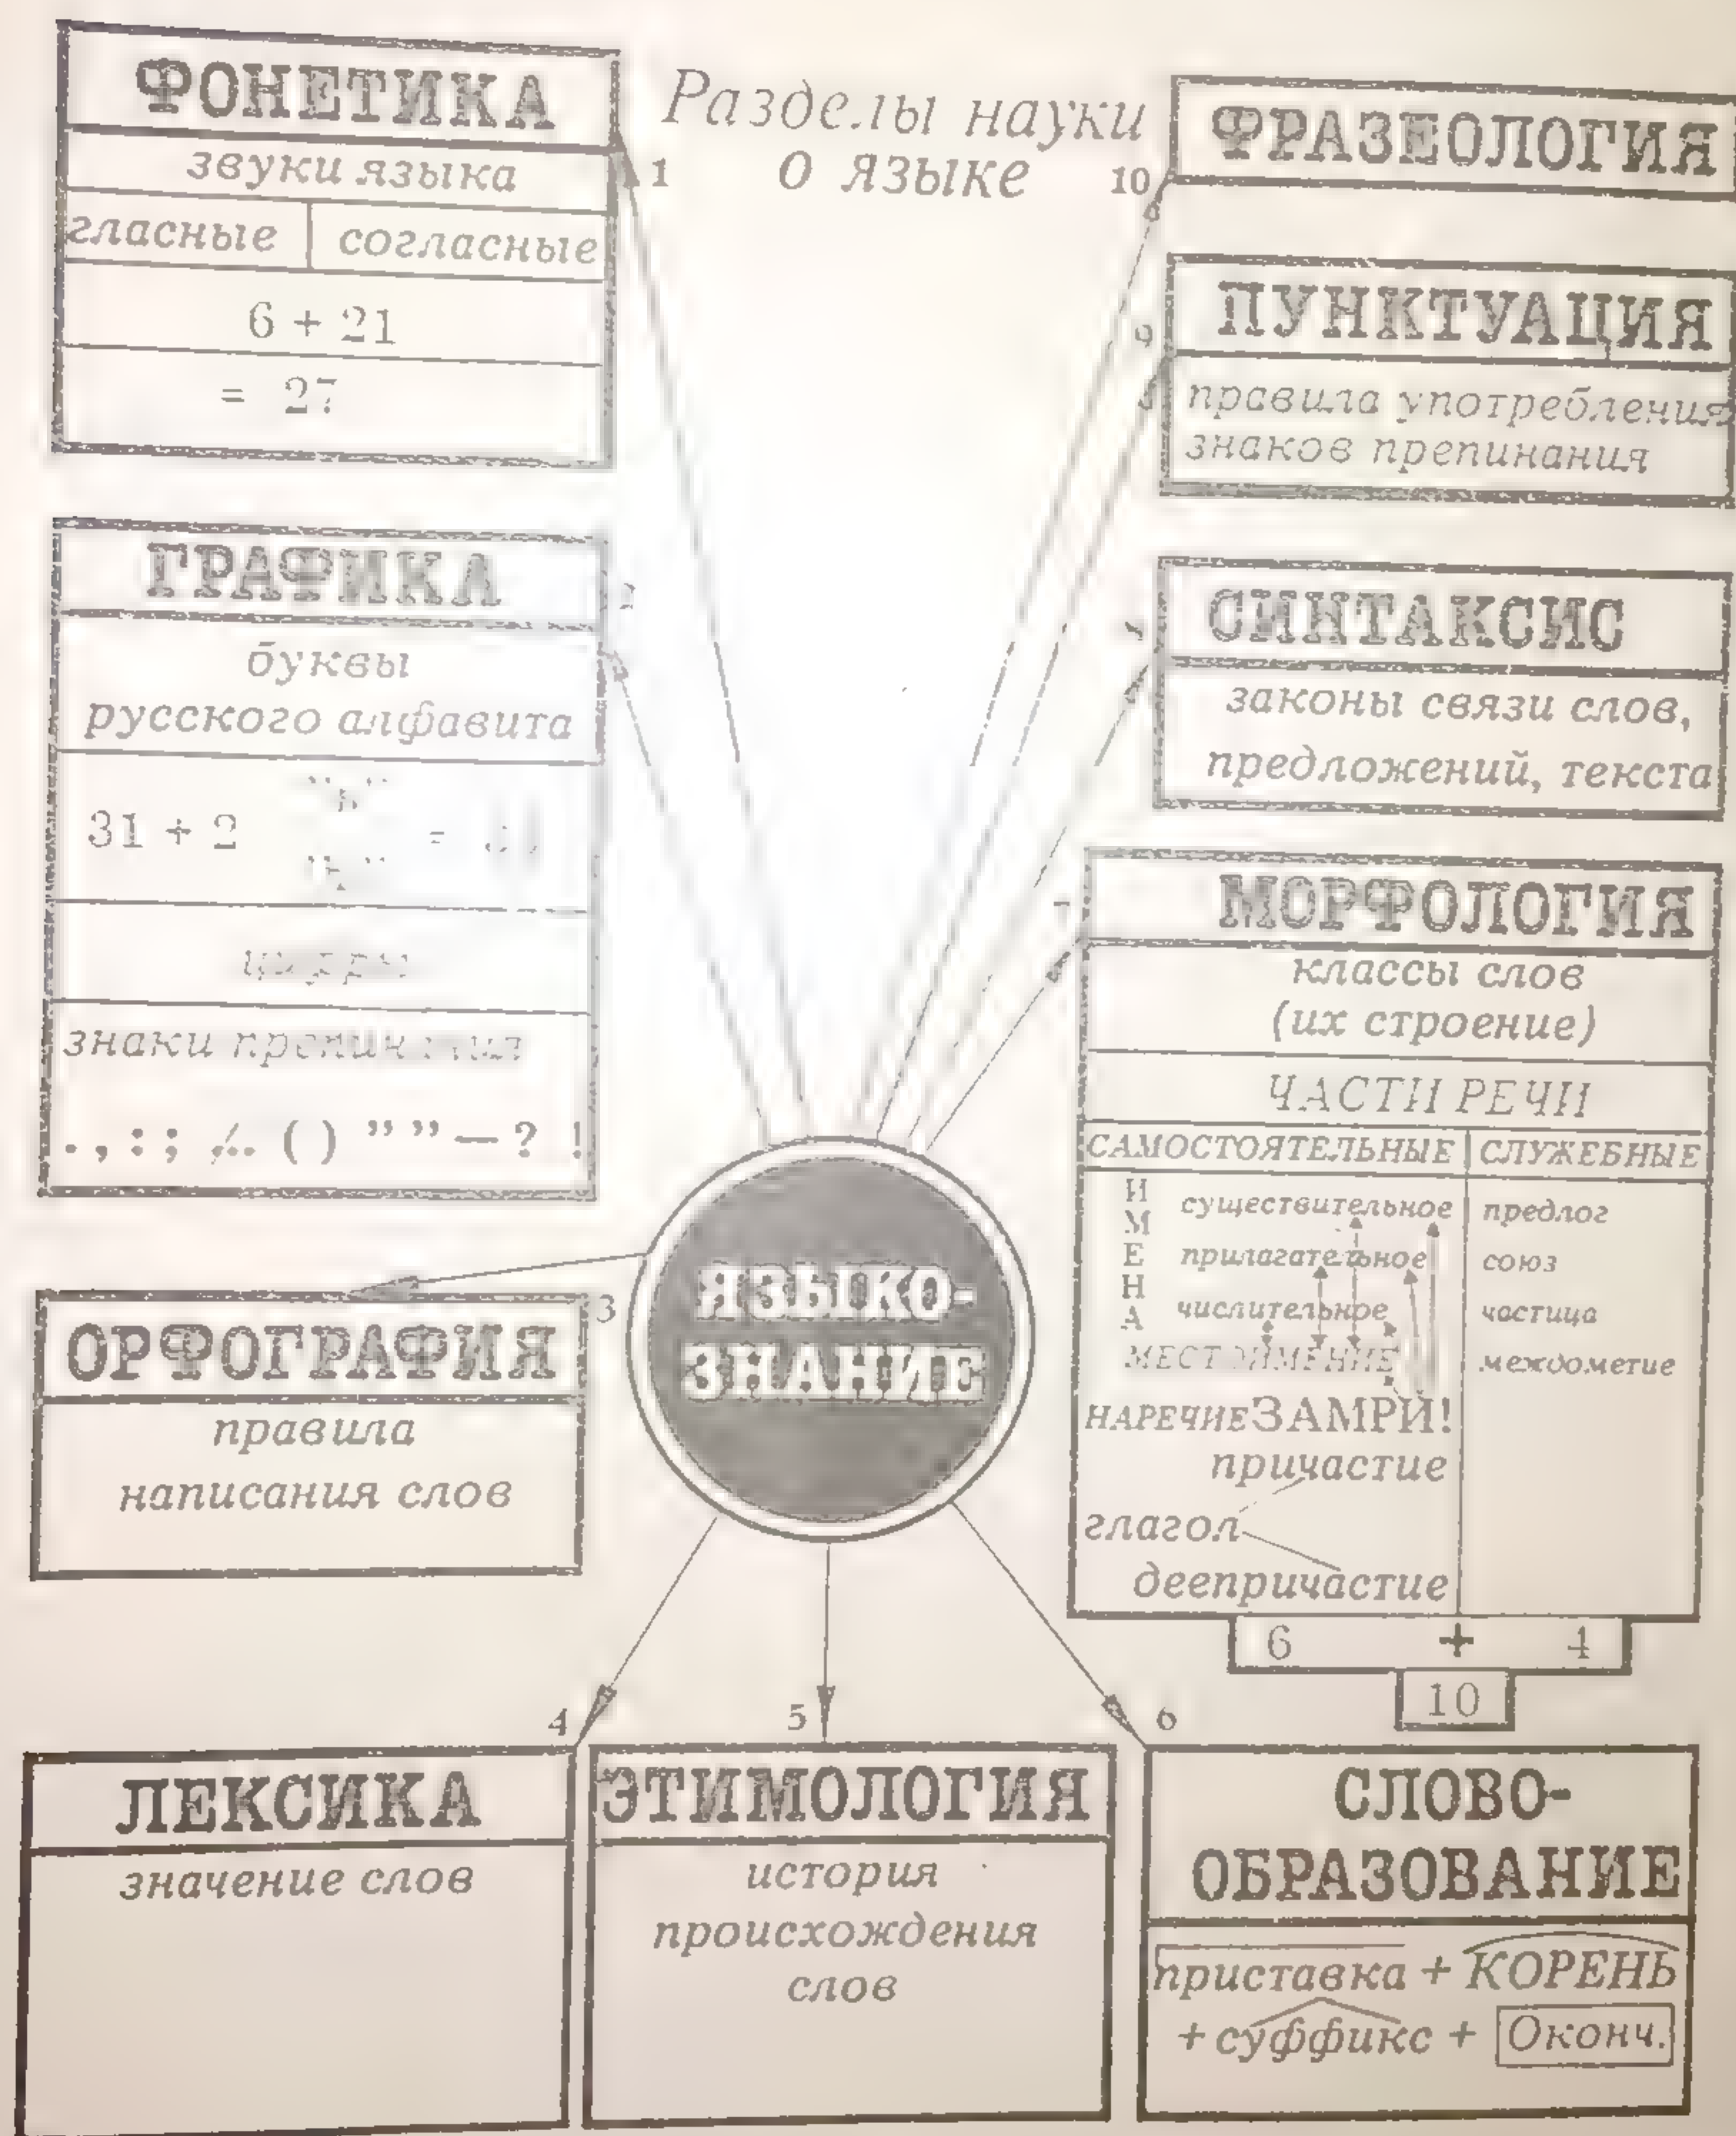 Разделы науки
о языке
ФОНЕТИКА
1
звуки языка
гласные | согласные
6 + 21
= 27
ГРАФИКА
2
буквы
русского алфавита
31 + 2
"ь"
"ъ"
=
знаки препинания
. , : ; ... ( ) " " " — ? !
ОРФОГРАФИЯ
3
правила
написания слов
ЯЗЫКО-
ЗНАНИЕ
4
ЛЕКСИКА
значение слов
5
ЭТИМОЛОГИЯ
история
происхождения
слов
6
СЛОВО-
ОБРАЗОВАНИЕ
приставка + КОРЕНЬ
+ суффикс + Оконч.
7
МОРФОЛОГИЯ
классы слов
(их строение)
ЧАСТИ РЕЧИ
САМОСТОЯТЕЛЬНЫЕ | СЛУЖЕБНЫЕ
ИМЕНА
существительное
предлог
прилагательное
союз
числительное
частица
МЕСТОИМЕНИЕ
междометие
НАРЕЧИЕ ЗАМРИ!
причастие
глагол
деепричастие
6 + 4
10
СИНТАКСИС
законы связи слов,
предложений, текста
9
ПУНКТУАЦИЯ
правила употребления
знаков препинания
10
ФРАЗЕОЛОГИЯ